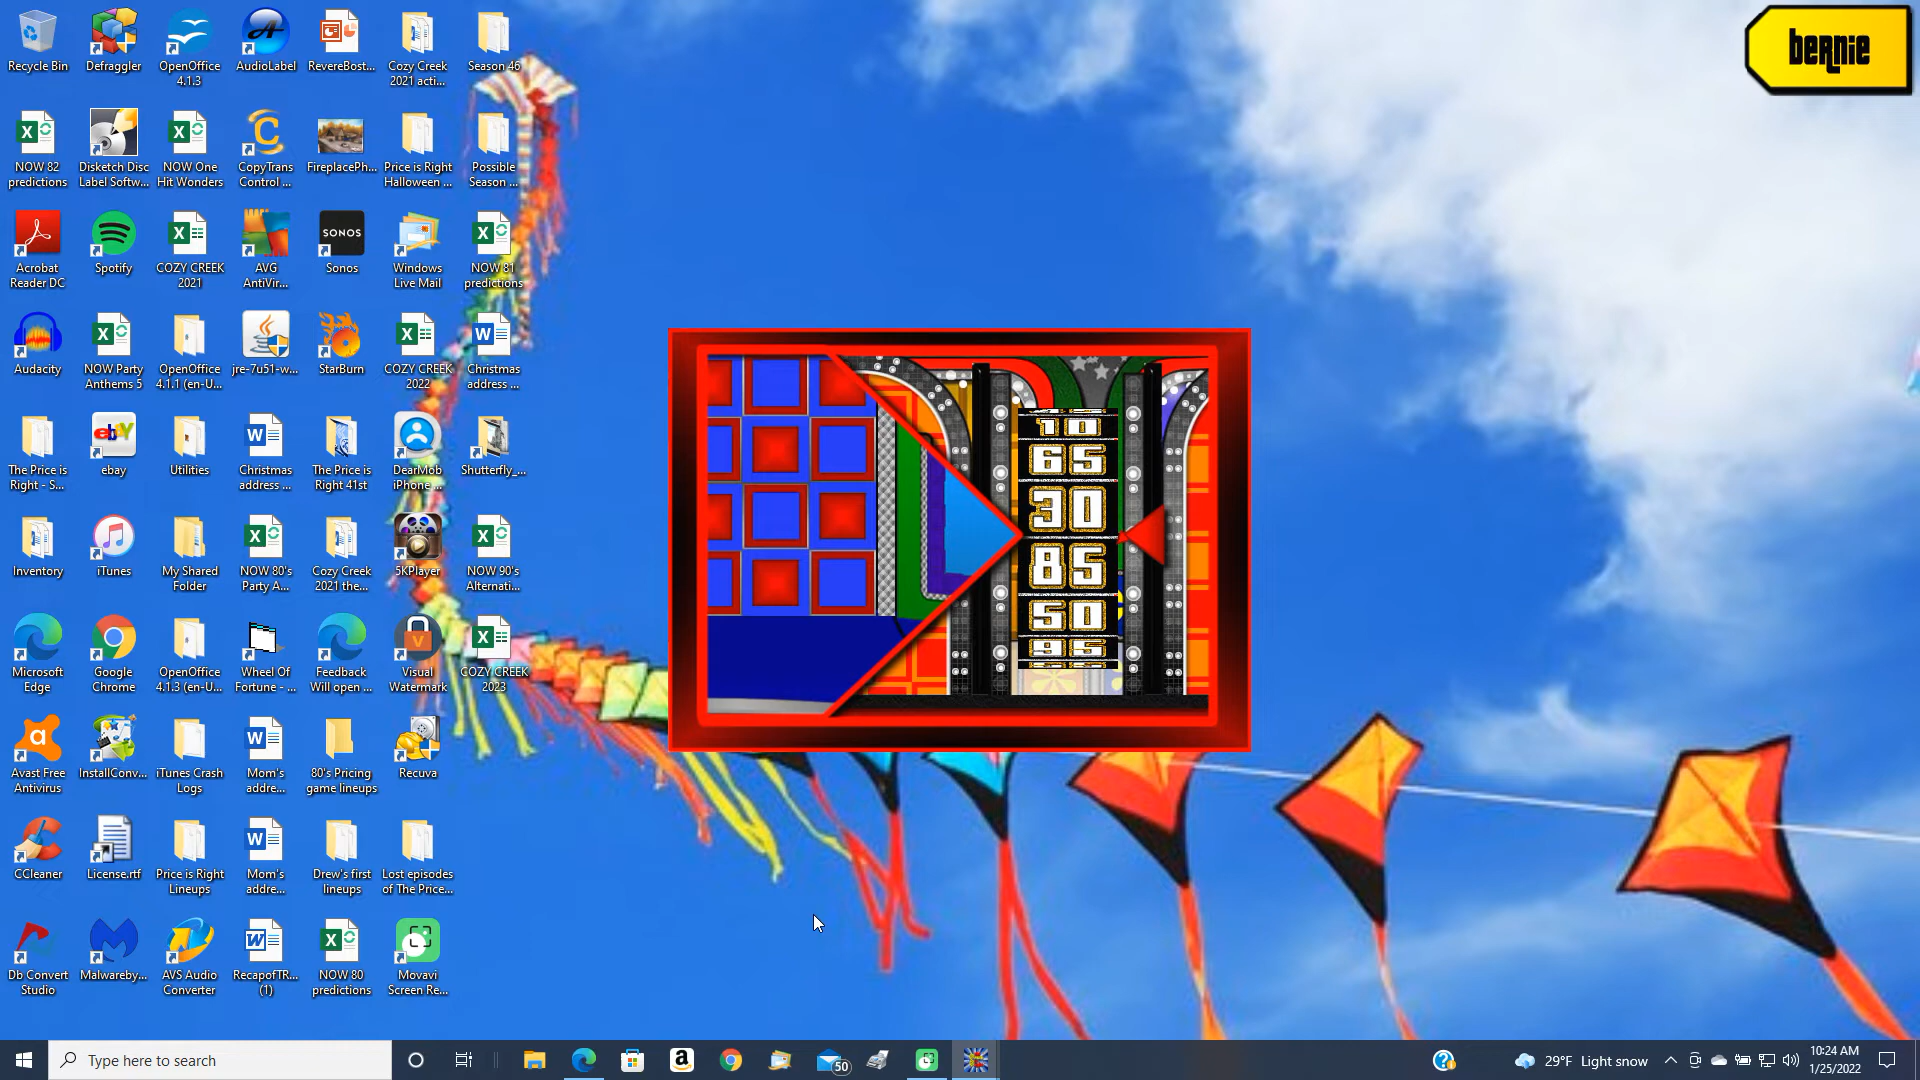 Recycle Bin
Defraggler
OpenOffice
4.1.3
AudioLabel
RevereBost...
Cozy Creek
2021 acti...
Season 46
bernie
NOW 82
predictions
Disketch Disc
Label Softw...
NOW One
Hit Wonders
CopyTrans
Control ...
FireplacePh...
Price is Right
Halloween ...
Possible
Season ...
Acrobat
Reader DC
Spotify
COZY CREEK
2021
AVG
AntiVir...
SONOS
Sonos
Windows
Live Mail
NOW 81
predictions
Audacity
NOW Party
Anthems 5
OpenOffice
4.1.1 (en-U...
jre-7u51-w...
StarBurn
COZY CREEK
2022
Christmas
address ...
The Price is
Right - S...
ebY
ebay
Utilities
Christmas
address ...
The Price is
Right 41st
DearMob
iPhone ...
Shutterfly_...
Inventory
iTunes
My Shared
Folder
NOW 80's
Party A...
Cozy Creek
2021 the...
5KPlayer
NOW 90's
Alternati...
Microsoft
Edge
Google
Chrome
OpenOffice
4.1.3 (en-U...
Wheel Of
Fortune - ...
Feedback
Will open ...
Visual
Watermark
COZY CREEK
2023
Avast Free
Antivirus
InstallConv...
iTunes Crash
Logs
Mom's
addre...
80's Pricing
game lineups
Recuva
CCleaner
License.rtf
Price is Right
Lineups
Mom's
addre...
Drew's first
lineups
Lost episodes
of The Price...
Db Convert
Studio
Malwareby...
AVS Audio
Converter
RecapofTR...
(1)
NOW 80
predictions
Movavi
Screen Re...
10
65
30
85
50
95
Type here to search
50
29°F Light snow
10:24 AM
1/25/2022